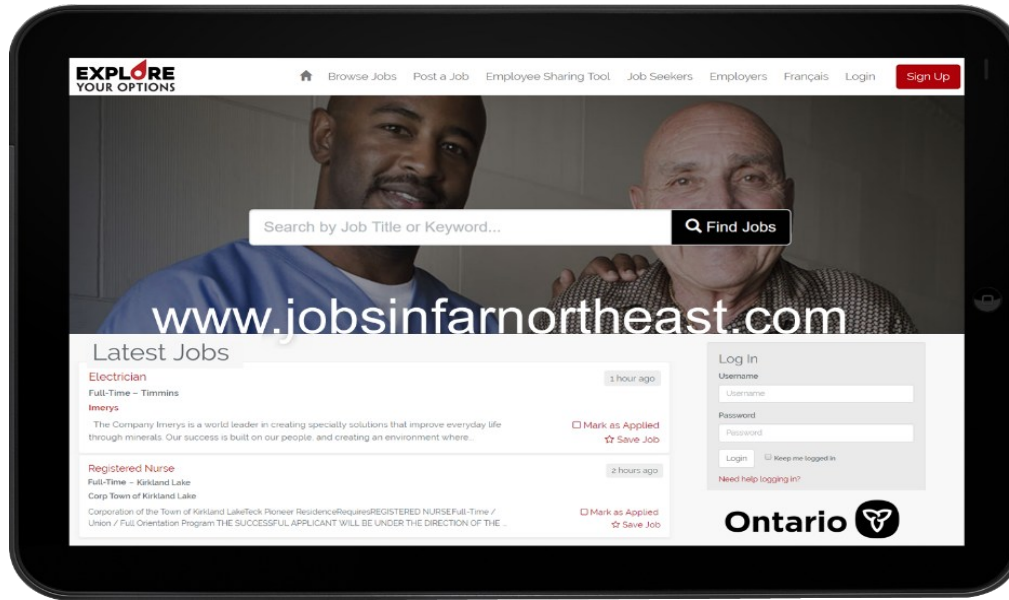 EXPLORE
YOUR OPTIONS
Browse Jobs Post a Job Employee Sharing Tool Job Seekers Employers Français Login Sign Up
Search by Job Title or Keyword... Find Jobs
www.jobsinfarnortheast.com
Latest Jobs
Electrician 1 hour ago
Full-Time – Timmins
Imerys
The Company Imerys is a world leader in creating specialty solutions that improve everyday life
through minerals. Our success is built on our people, and creating an environment where...
Mark as Applied
Save Job
Registered Nurse 2 hours ago
Full-Time – Kirkland Lake
Corp Town of Kirkland Lake
Corporation of the Town of Kirkland LakeTeck Pioneer ResidenceRequiresREGISTERED NURSEFull-Time /
Union / Full Orientation Program THE SUCCESSFUL APPLICANT WILL BE UNDER THE DIRECTION OF THE ...
Mark as Applied
Save Job
Log In
Username
Username
Password
Password
Login Keep me logged in
Need help logging in?
Ontario